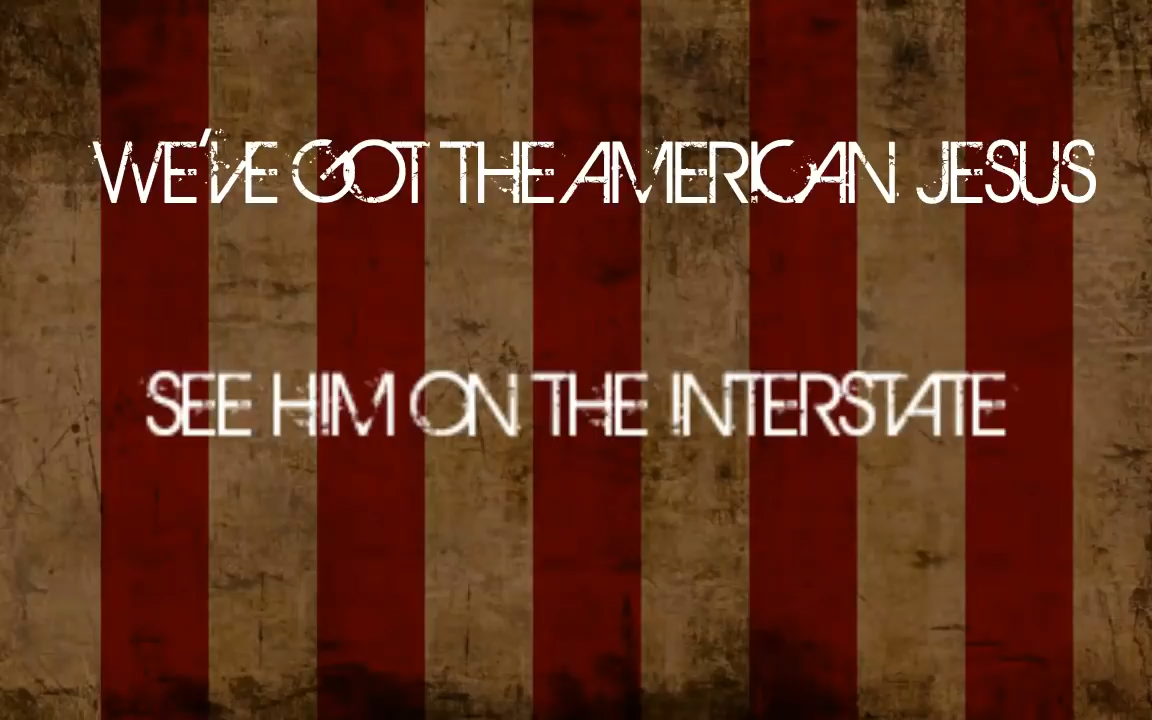 WE'VE GOT THE AMERICAN JESUS
SEE HIM ON THE INTERSTATE